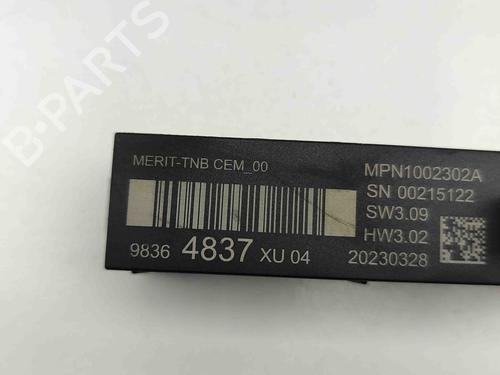 MERIT-TNB CEM_00
9836 4837 XU 04
MPN1002302A
SN 00215122
SW3.09
HW3.02
20230328
B-PARTS